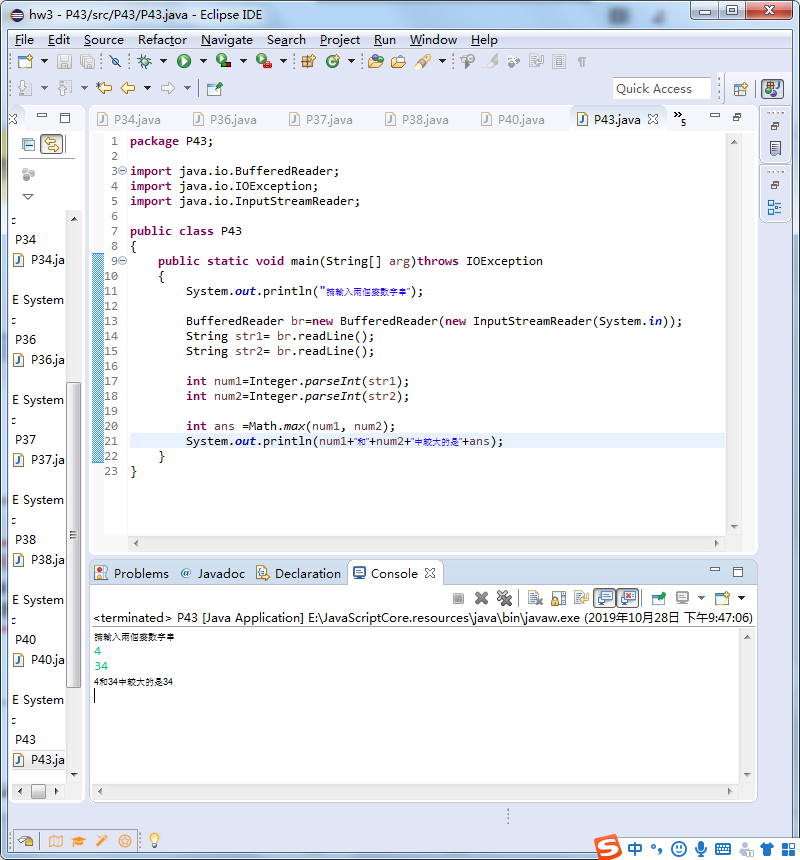 hw3 - P43/src/P43/P43.java - Eclipse IDE
File Edit Source Refactor Navigate Search Project Run Window Help
Quick Access
P34.java P36.java P37.java P38.java P40.java P43.java »5
P34
P34.ja
E System
P36
P36.ja
E System
P37
P37.ja
E System
P38
P38.ja
E System
P40
P40.ja
E System
P43
P43.ja
1 package P43;
2
3 import java.io.BufferedReader;
4 import java.io.IOException;
5 import java.io.InputStreamReader;
6
7 public class P43
8 {
9 public static void main(String[] arg)throws IOException
10 {
11 System.out.println("請輸入兩個整數字串");
12
13 BufferedReader br=new BufferedReader(new InputStreamReader(System.in));
14 String str1= br.readLine();
15 String str2= br.readLine();
16
17 int num1=Integer.parseInt(str1);
18 int num2=Integer.parseInt(str2);
19
20 int ans =Math.max(num1, num2);
21 System.out.println(num1+"和"+num2+"中較大的是"+ans);
22 }
23 }
Problems @ Javadoc Declaration Console
<terminated> P43 [Java Application] E:\JavaScriptCore.resources\java\bin\javaw.exe (2019年10月28日 下午9:47:06)
請輸入兩個整數字串
4
34
4和34中較大的是34
S 中